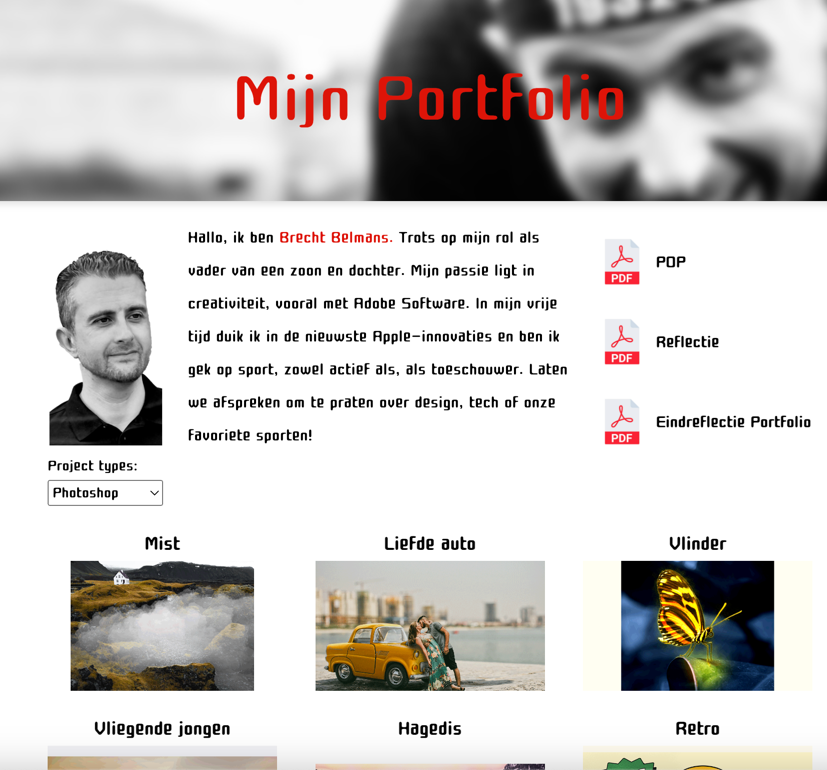 Mijn Portfolio
Hallo, ik ben Brecht Belmans. Trots op mijn rol als
vader van een zoon en dochter. Mijn passie ligt in
creativiteit, vooral met Adobe Software. In mijn vrije
tijd duik ik in de nieuwste Apple-innovaties en ben ik
gek op sport, zowel actief als, als toeschouwer. Laten
we afspreken om te praten over design, tech of onze
favoriete sporten!
PDF
POP
PDF
Reflectie
PDF
Eindreflectie Portfolio
Project types:
Photoshop
Mist
Liefde auto
Vlinder
Vliegende jongen
Hagedis
Retro